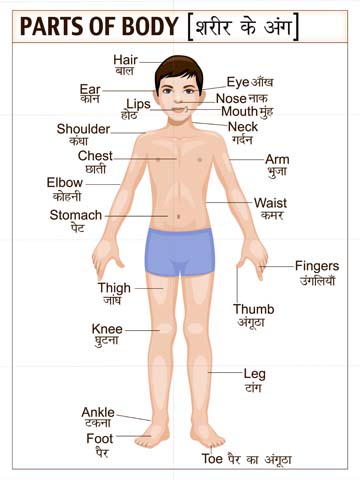 PARTS OF BODY [शरीर के अंग]
Hair
बाल
Ear
कान
Lips
होंठ
Shoulder
कंधा
Chest
छाती
Elbow
कोहनी
Stomach
पेट
Thigh
जांघ
Knee
घुटना
Ankle
टकना
Foot
पैर
Eye आँख
Nose नाक
Mouth मुंह
Neck
गर्दन
Arm
भुजा
Waist
कमर
Fingers
उंगलियाँ
Thumb
अंगूठा
Leg
टांग
Toe पैर का अंगूठा